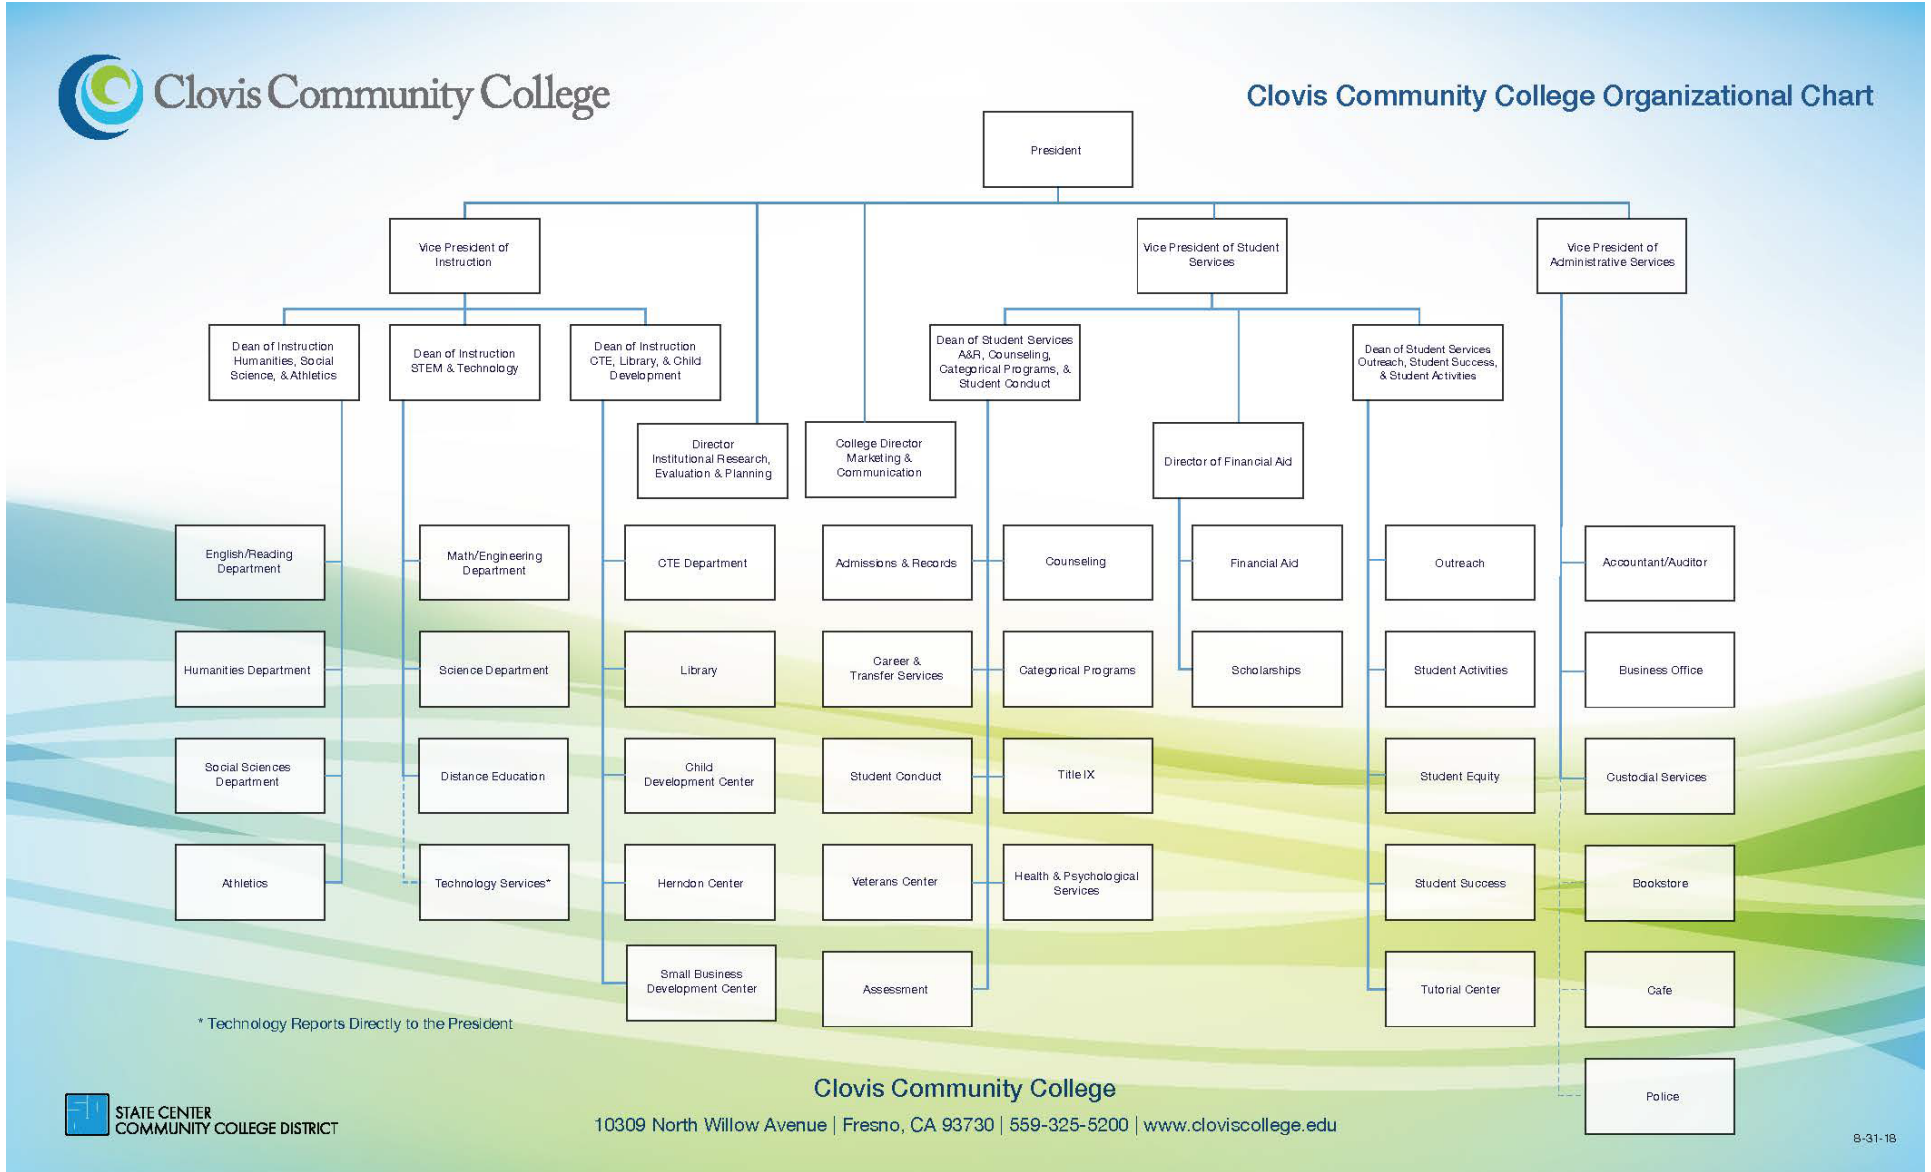 Clovis Community College
Clovis Community College Organizational Chart
President
Vice President of
Instruction
Vice President of Student
Services
Vice President of
Administrative Services
Dean of Instruction
Humanities, Social
Science, & Athletics
Dean of Instruction
STEM & Technology
Dean of Instruction
CTE, Library, & Child
Development
Dean of Student Services
A&R, Counseling,
Categorical Programs, &
Student Conduct
Dean of Student Services
Outreach, Student Success,
& Student Activities
Director
Institutional Research,
Evaluation & Planning
College Director
Marketing &
Communication
Director of Financial Aid
English/Reading
Department
Math/Engineering
Department
CTE Department
Admissions & Records
Counseling
Financial Aid
Outreach
Accountant/Auditor
Humanities Department
Science Department
Library
Career &
Transfer Services
Categorical Programs
Scholarships
Student Activities
Business Office
Social Sciences
Department
Distance Education
Child
Development Center
Student Conduct
Title IX
Student Equity
Custodial Services
Athletics
Technology Services*
Herndon Center
Veterans Center
Health & Psychological
Services
Student Success
Bookstore
Small Business
Development Center
Assessment
Tutorial Center
Cafe
* Technology Reports Directly to the President
Police
Clovis Community College
10309 North Willow Avenue | Fresno, CA 93730 | 559-325-5200 | www.cloviscollege.edu
STATE CENTER
COMMUNITY COLLEGE DISTRICT
8-31-18